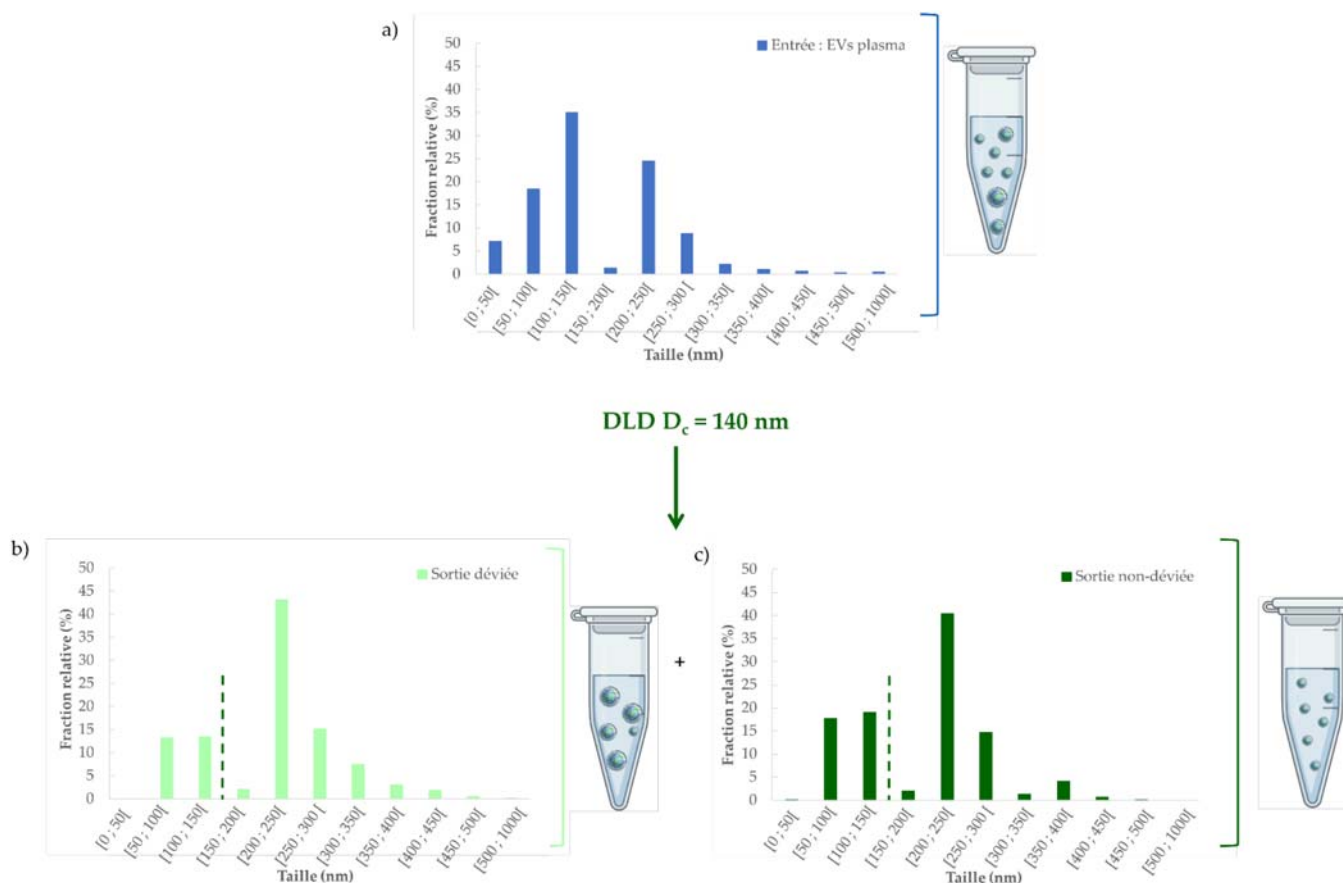 a)
50
45
40
35
30
25
20
15
10
5
0
Fraction relative (%)
Entrée : EVs plasma
[0 ; 50[
[50 ; 100[
[100 ; 150[
[150 ; 200[
[200 ; 250[
[250 ; 300 [
[300 ; 350[
[350 ; 400[
[400 ; 450[
[450 ; 500[
[500 ; 1000[
Taille (nm)
DLD Dc = 140 nm
b)
50
45
40
35
30
25
20
15
10
5
0
Fraction relative (%)
Sortie déviée
[0 ; 50[
[50 ; 100[
[100 ; 150[
[150 ; 200[
[200 ; 250[
[250 ; 300 [
[300 ; 350[
[350 ; 400[
[400 ; 450[
[450 ; 500[
[500 ; 1000[
Taille (nm)
+
c)
50
45
40
35
30
25
20
15
10
5
0
Fraction relative (%)
Sortie non-déviée
[0 ; 50[
[50 ; 100[
[100 ; 150[
[150 ; 200[
[200 ; 250[
[250 ; 300 [
[300 ; 350[
[350 ; 400[
[400 ; 450[
[450 ; 500[
[500 ; 1000[
Taille (nm)